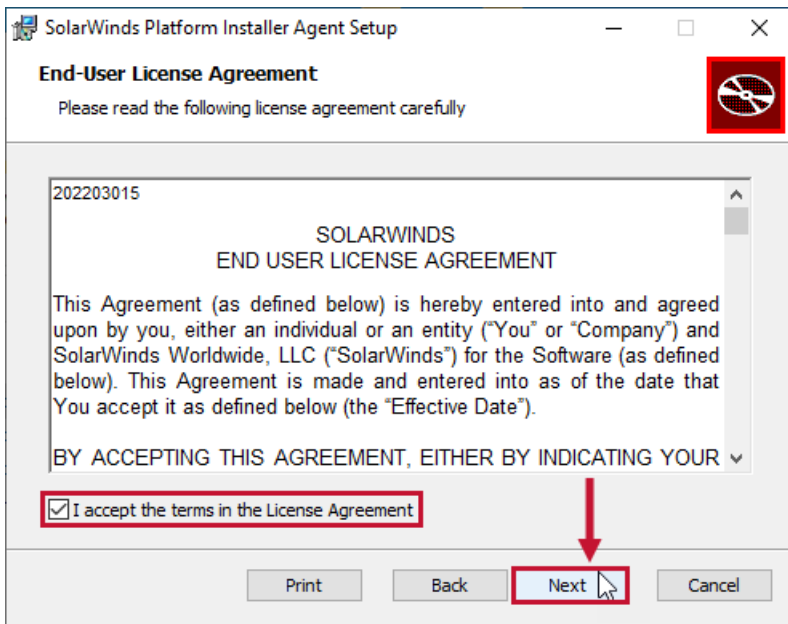 SolarWinds Platform Installer Agent Setup
End-User License Agreement
Please read the following license agreement carefully
202203015
SOLARWINDS
END USER LICENSE AGREEMENT
This Agreement (as defined below) is hereby entered into and agreed
upon by you, either an individual or an entity (“You” or “Company”) and
SolarWinds Worldwide, LLC (“SolarWinds”) for the Software (as defined
below). This Agreement is made and entered into as of the date that
You accept it as defined below (the “Effective Date”).
BY ACCEPTING THIS AGREEMENT, EITHER BY INDICATING YOUR
I accept the terms in the License Agreement
Print Back Next Cancel